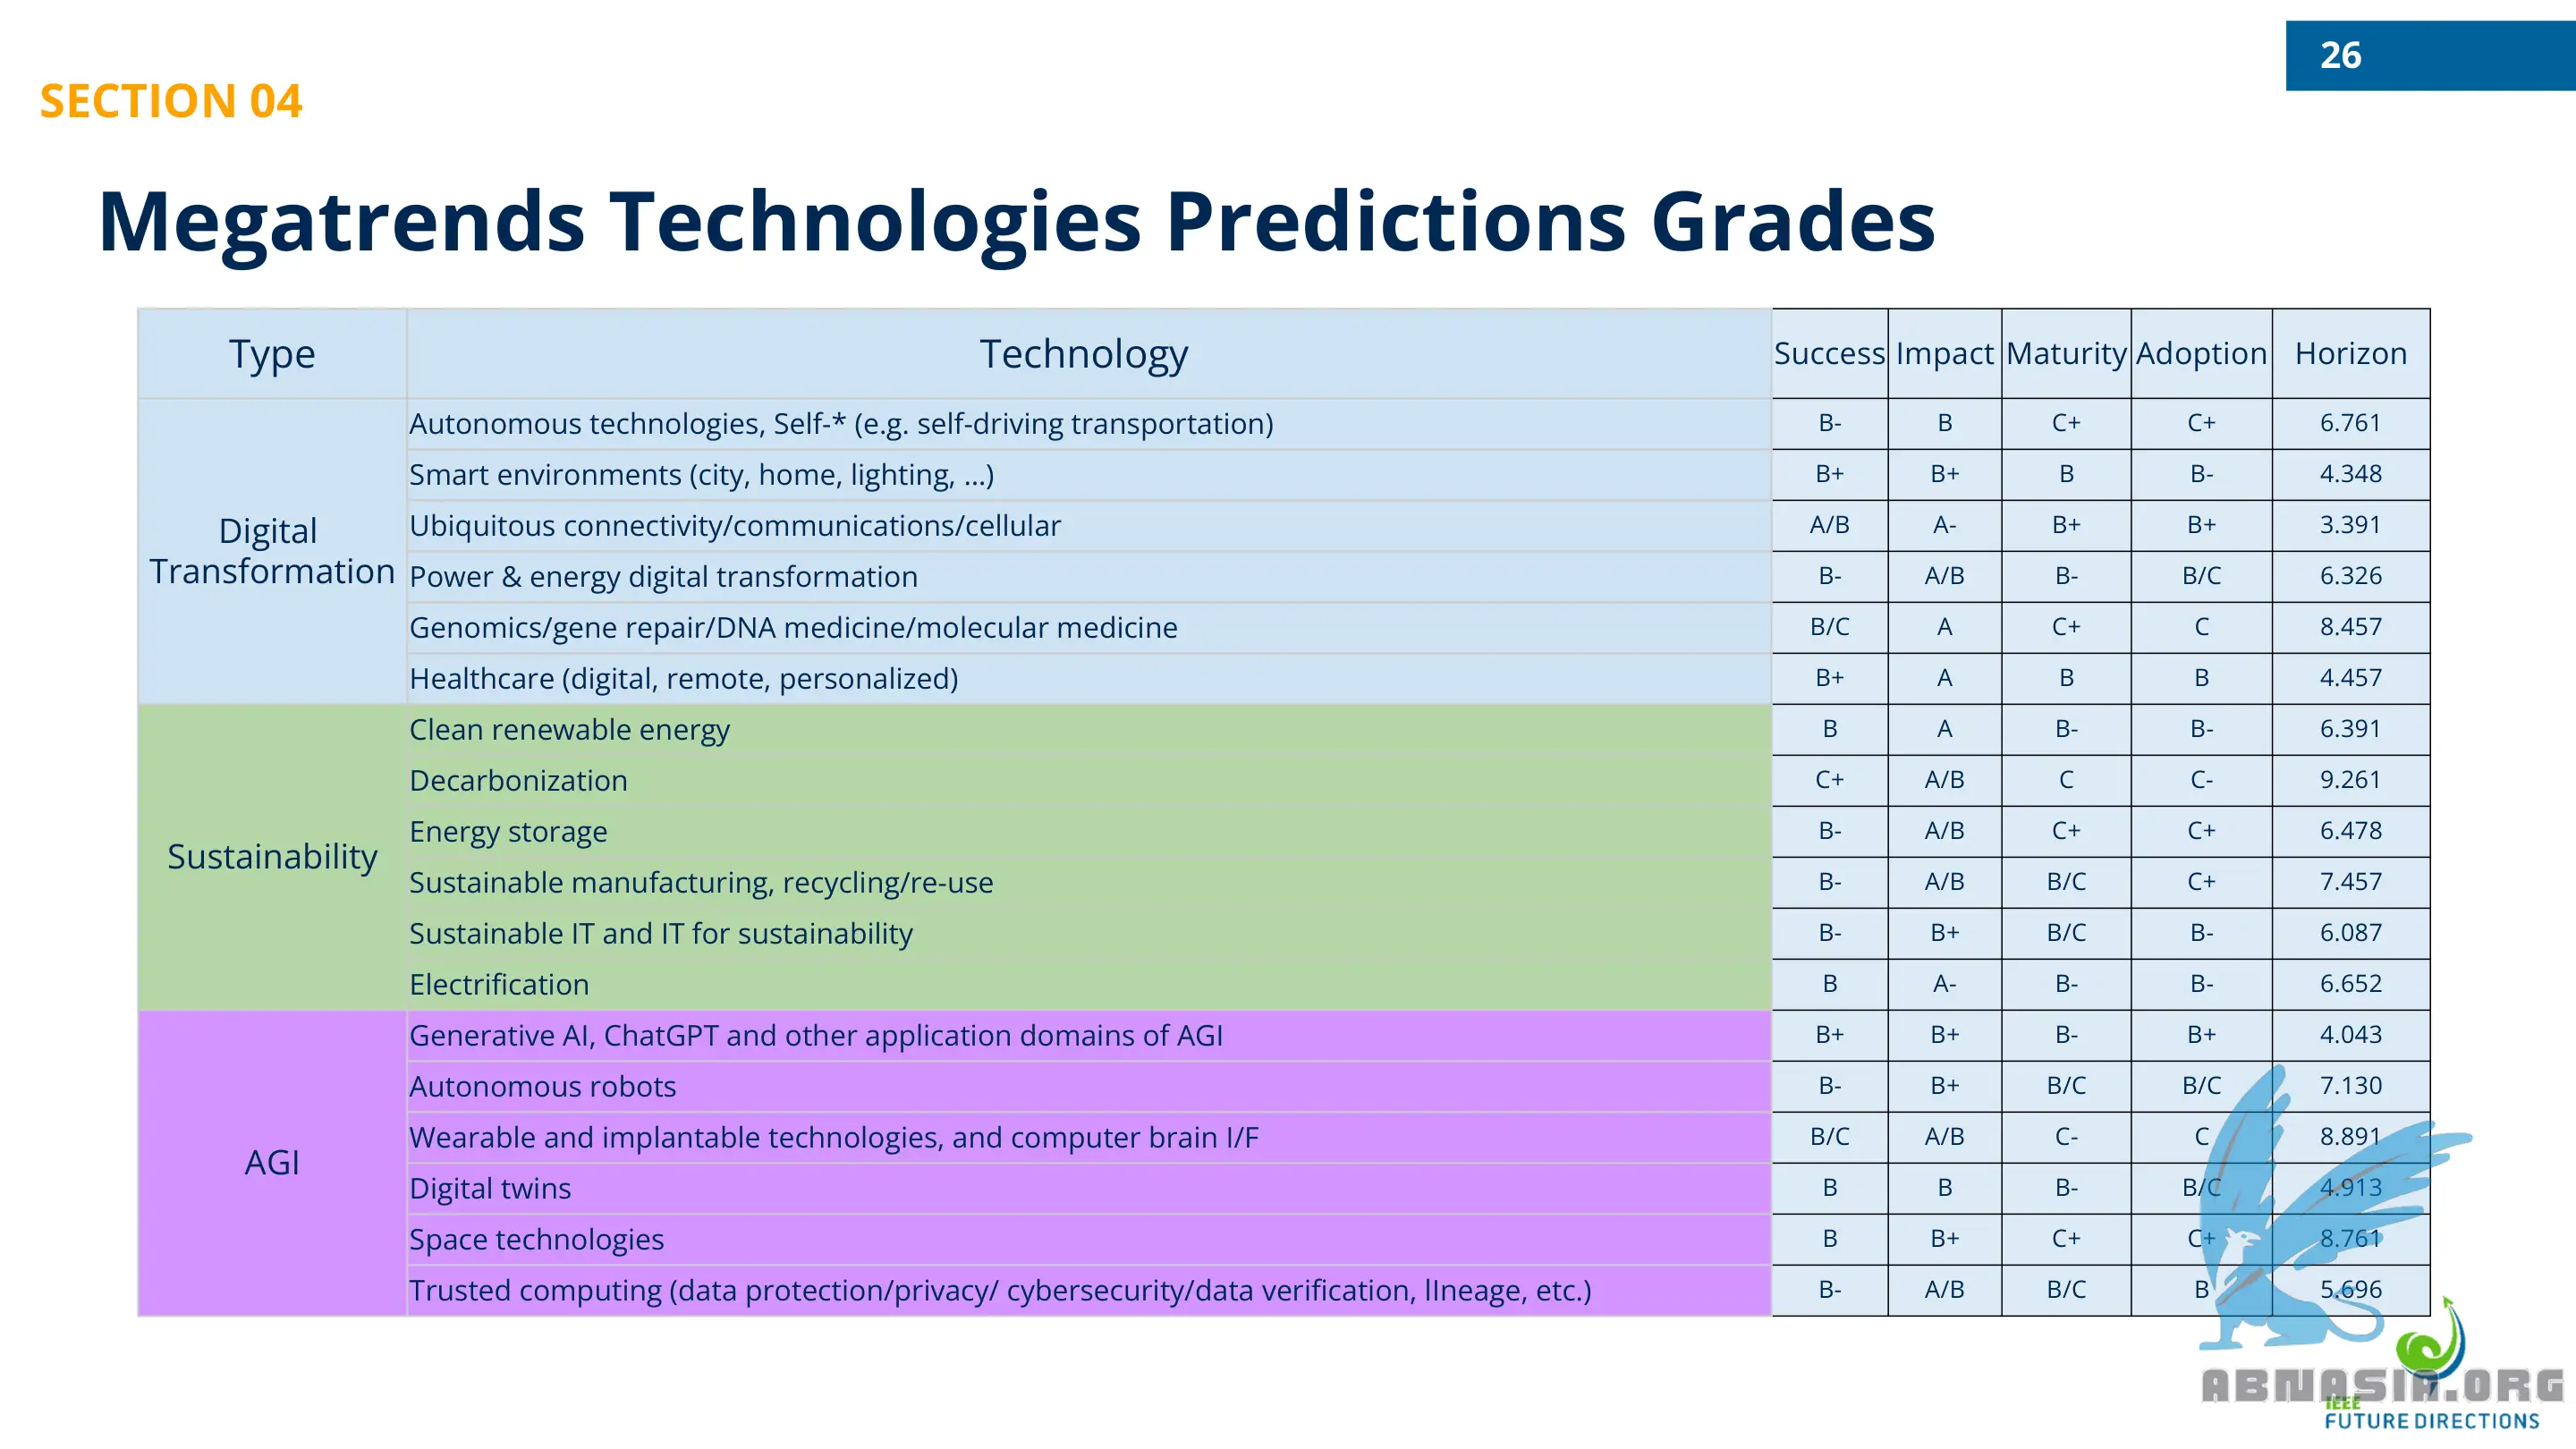 26
SECTION 04
Megatrends Technologies Predictions Grades
Type Technology Success Impact Maturity Adoption Horizon
Digital Transformation
Autonomous technologies, Self-* (e.g. self-driving transportation) B- B C+ C+ 6.761
Smart environments (city, home, lighting, ...) B+ B+ B B- 4.348
Ubiquitous connectivity/communications/cellular A/B A- B+ B+ 3.391
Power & energy digital transformation B- A/B B- B/C 6.326
Genomics/gene repair/DNA medicine/molecular medicine B/C A C+ C 8.457
Healthcare (digital, remote, personalized) B+ A B B 4.457
Sustainability
Clean renewable energy B A B- B- 6.391
Decarbonization C+ A/B C C- 9.261
Energy storage B- A/B C+ C+ 6.478
Sustainable manufacturing, recycling/re-use B- A/B B/C C+ 7.457
Sustainable IT and IT for sustainability B- B+ B/C B- 6.087
Electrification B A- B- B- 6.652
AGI
Generative AI, ChatGPT and other application domains of AGI B+ B+ B- B+ 4.043
Autonomous robots B- B+ B/C B/C 7.130
Wearable and implantable technologies, and computer brain I/F B/C A/B C- C 8.891
Digital twins B B B- B/C 4.913
Space technologies B B+ C+ C+ 8.761
Trusted computing (data protection/privacy/ cybersecurity/data verification, lIneage, etc.) B- A/B B/C B 5.696
ABNASIA.ORG
IEEE
FUTURE DIRECTIONS